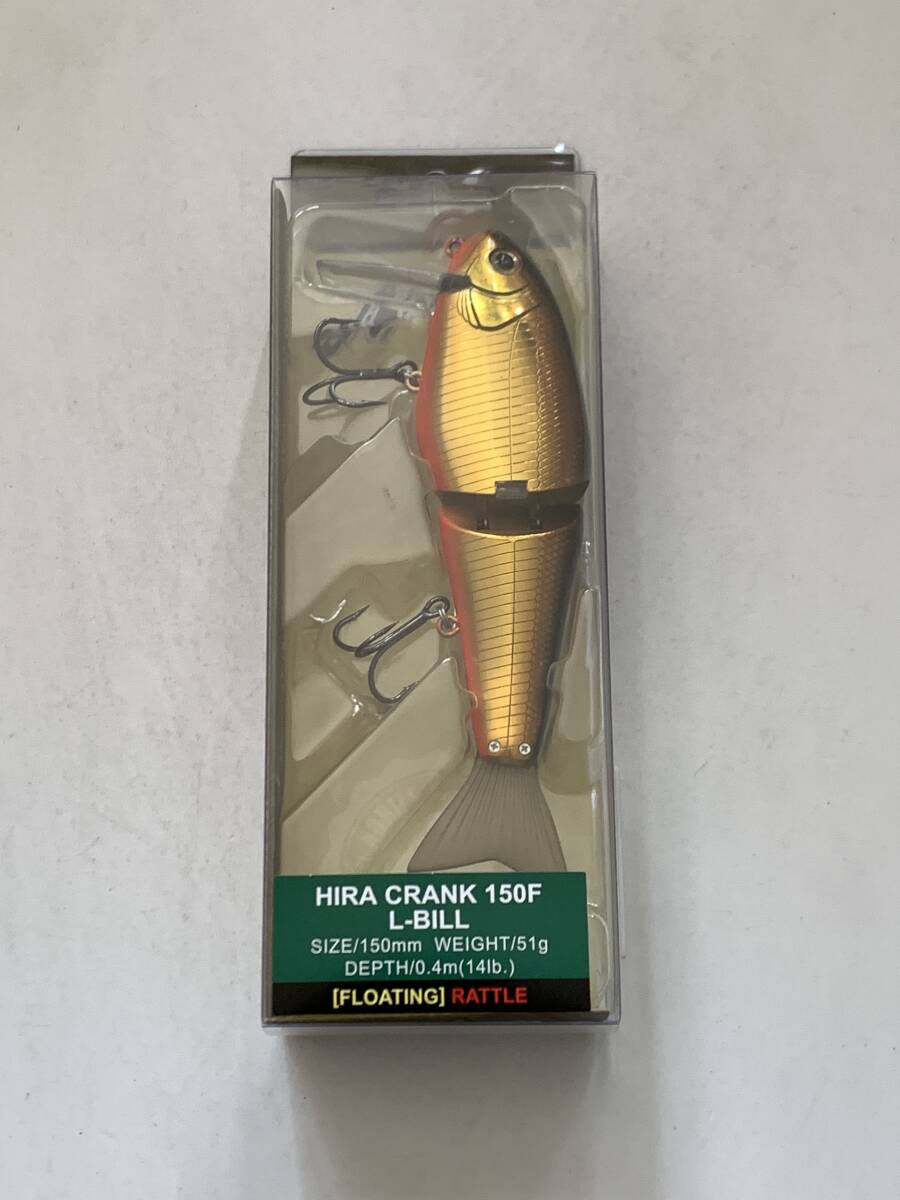 HIRA CRANK 150F
L-BILL
SIZE/150mm WEIGHT/51g
DEPTH/0.4m(14lb.)
[FLOATING] RATTLE